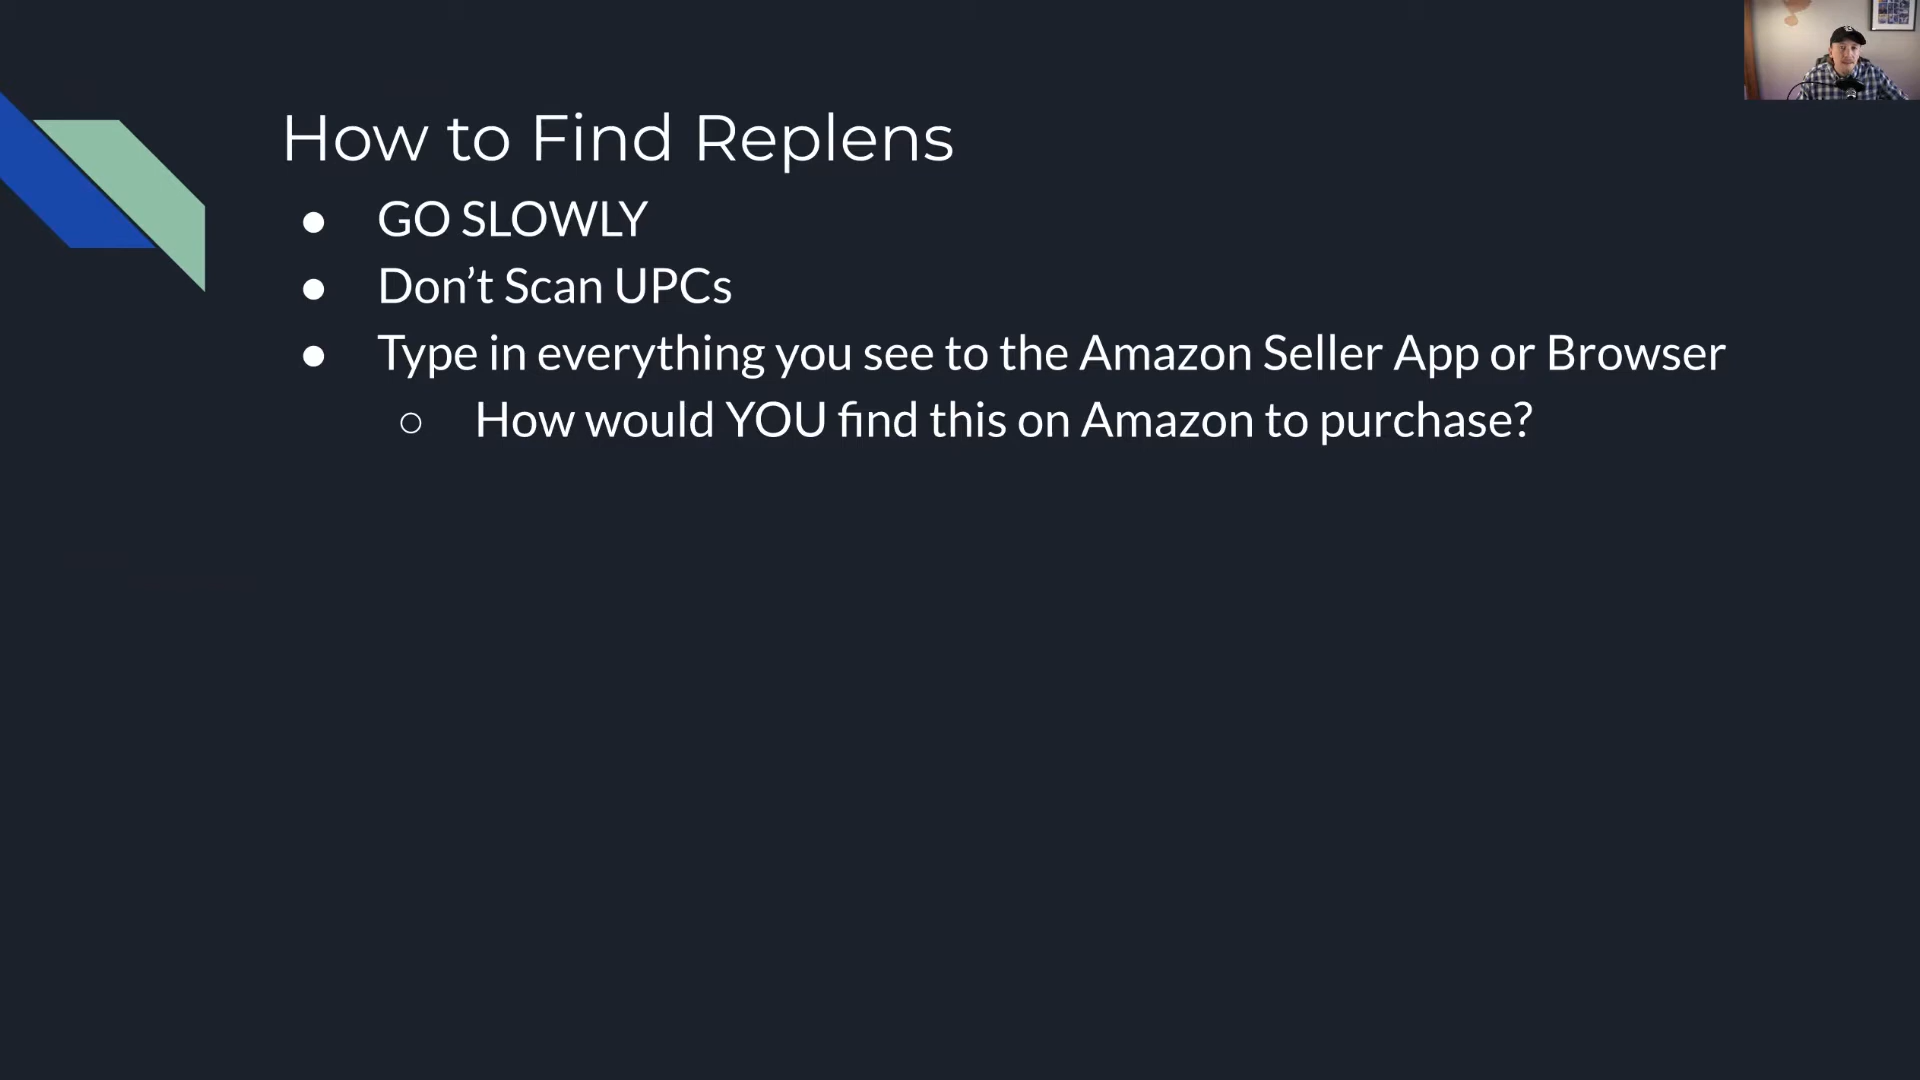 How to Find Replens
● GO SLOWLY
● Don’t Scan UPCs
● Type in everything you see to the Amazon Seller App or Browser
○ How would YOU find this on Amazon to purchase?